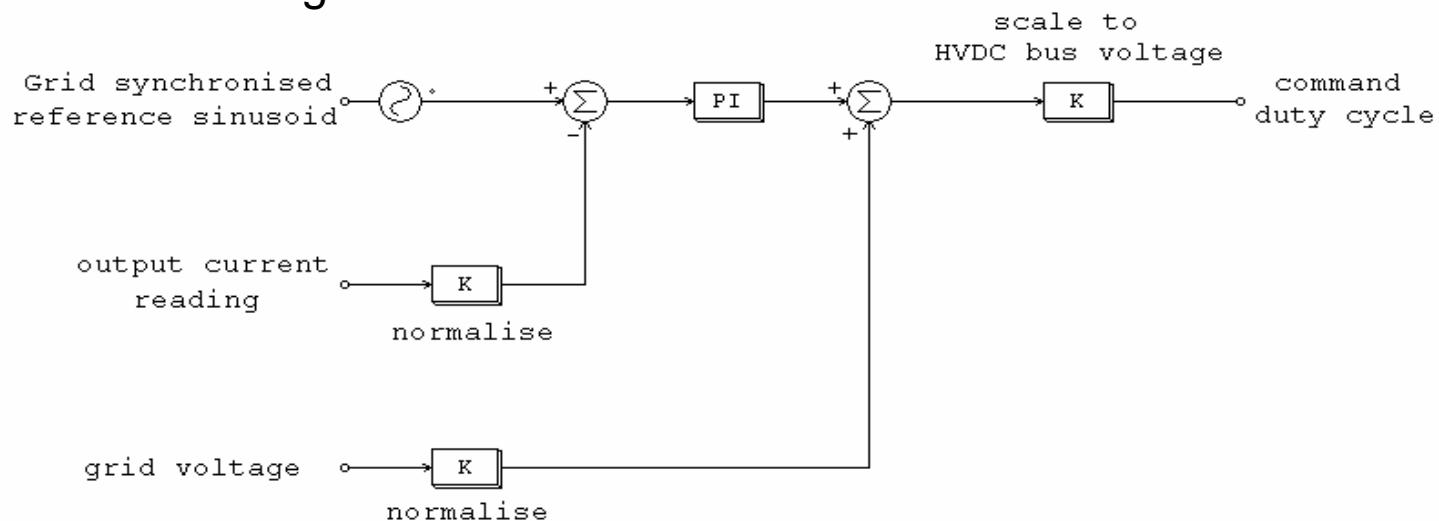 scale to
HVDC bus voltage
Grid synchronised
reference sinusoid
+
Σ
-
PI
+
Σ
+
K
command
duty cycle
output current
reading
K
normalise
grid voltage
K
normalise